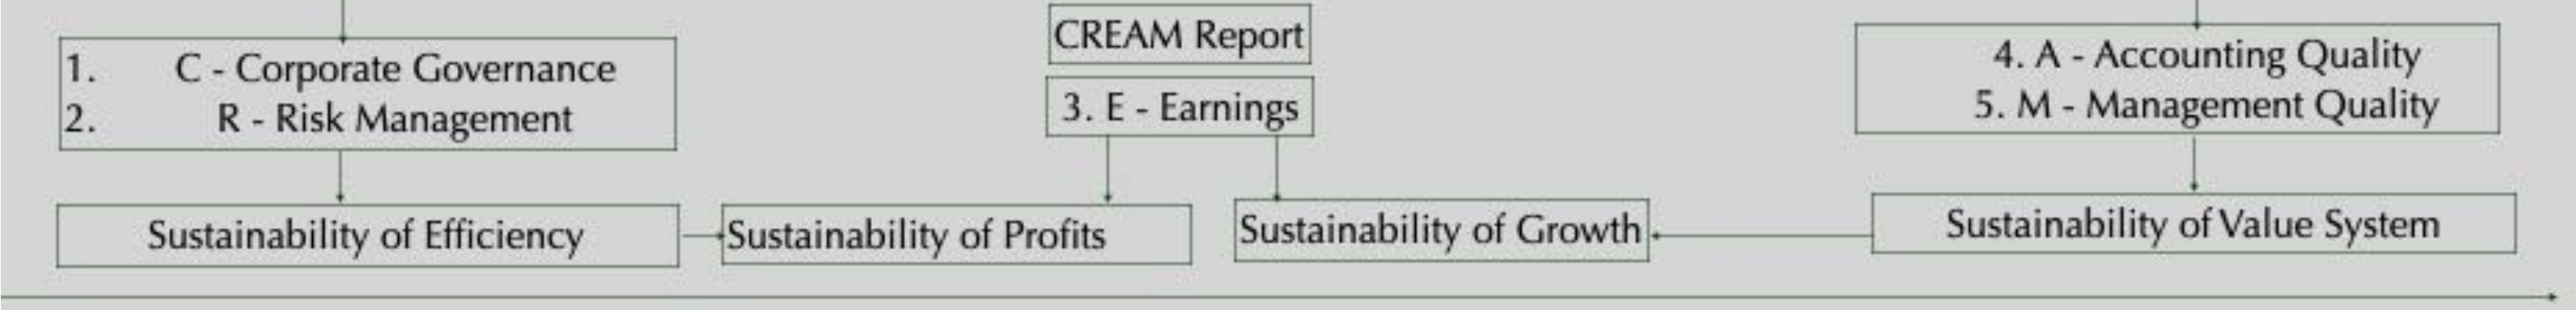 CREAM Report
1. C - Corporate Governance
2. R - Risk Management
3. E - Earnings
4. A - Accounting Quality
5. M - Management Quality
Sustainability of Efficiency
Sustainability of Profits
Sustainability of Growth
Sustainability of Value System